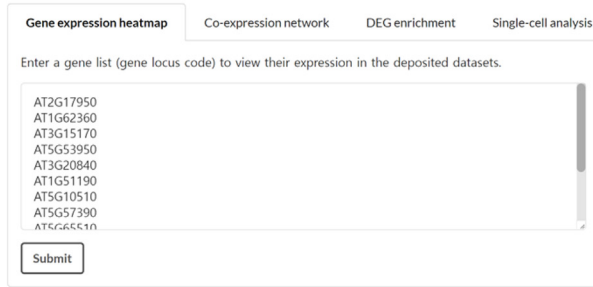 Gene expression heatmap Co-expression network DEG enrichment Single-cell analysis
Enter a gene list (gene locus code) to view their expression in the deposited datasets.
AT2G17950
AT1G62360
AT3G15170
AT5G53950
AT3G20840
AT1G51190
AT5G10510
AT5G57390
AT5G65510
Submit